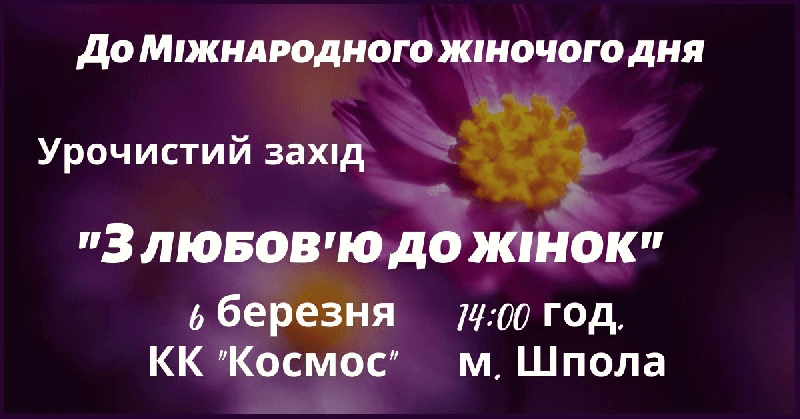 До Міжнародного жіночого дня
Урочистий захід
"З любов'ю до жінок"
6 березня 14:00 год.
КК "Космос" м. Шпола